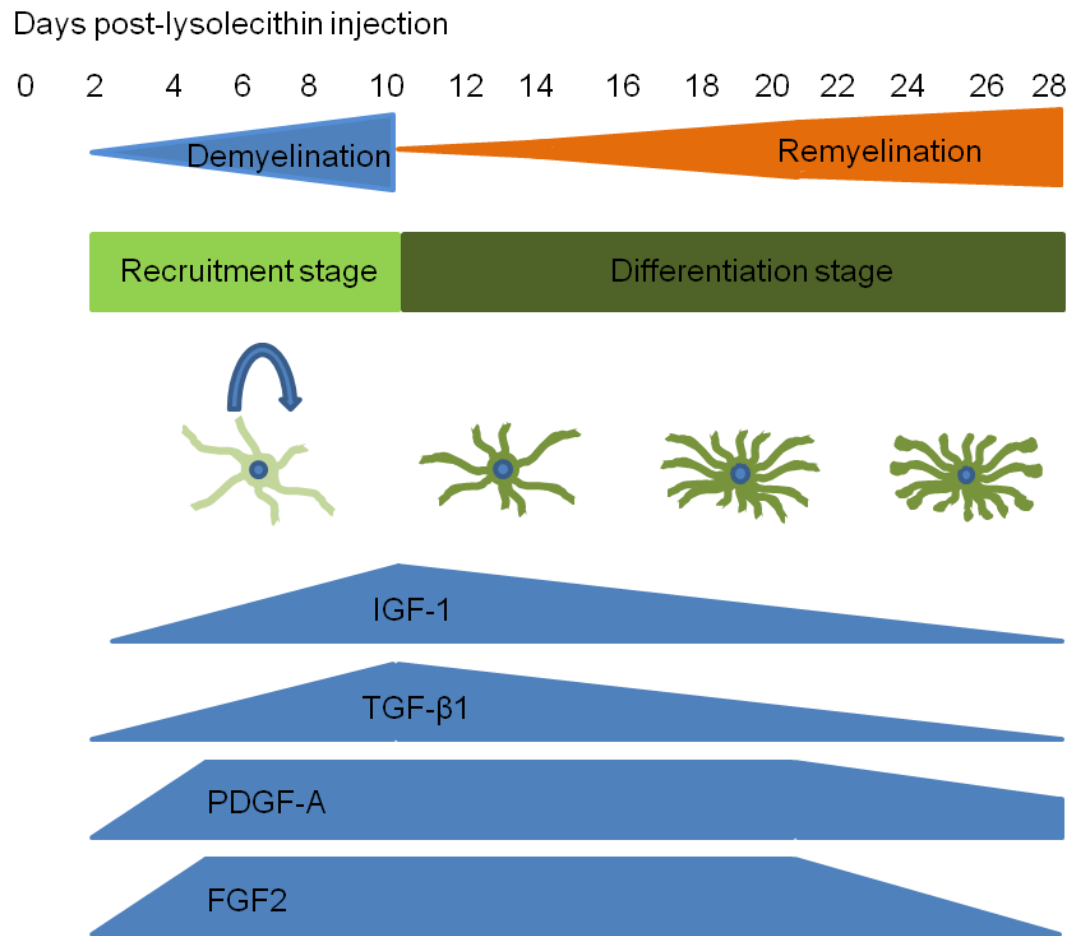 Days post-lysolecithin injection
0 2 4 6 8 10 12 14 16 18 20 22 24 26 28
Demyelination
Remyelination
Recruitment stage
Differentiation stage
IGF-1
TGF-β1
PDGF-A
FGF2